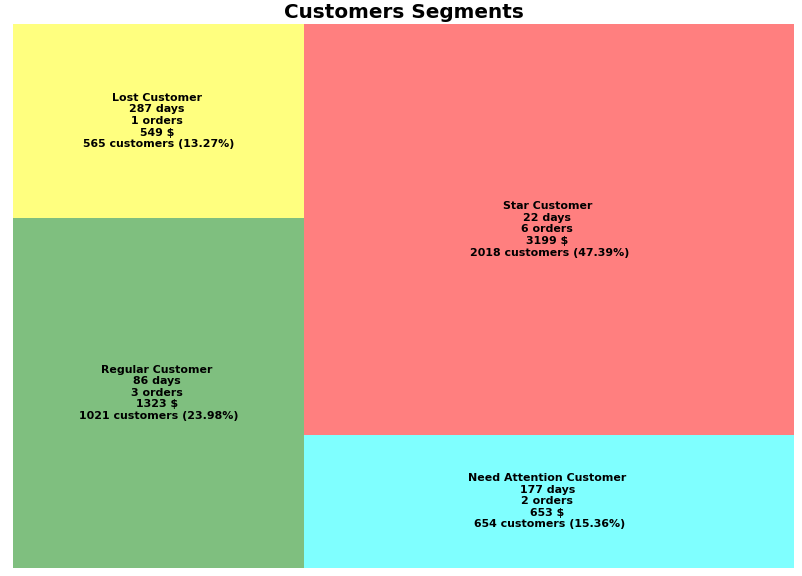 Customers Segments
Lost Customer
287 days
1 orders
549 $
565 customers (13.27%)
Star Customer
22 days
6 orders
3199 $
2018 customers (47.39%)
Regular Customer
86 days
3 orders
1323 $
1021 customers (23.98%)
Need Attention Customer
177 days
2 orders
653 $
654 customers (15.36%)